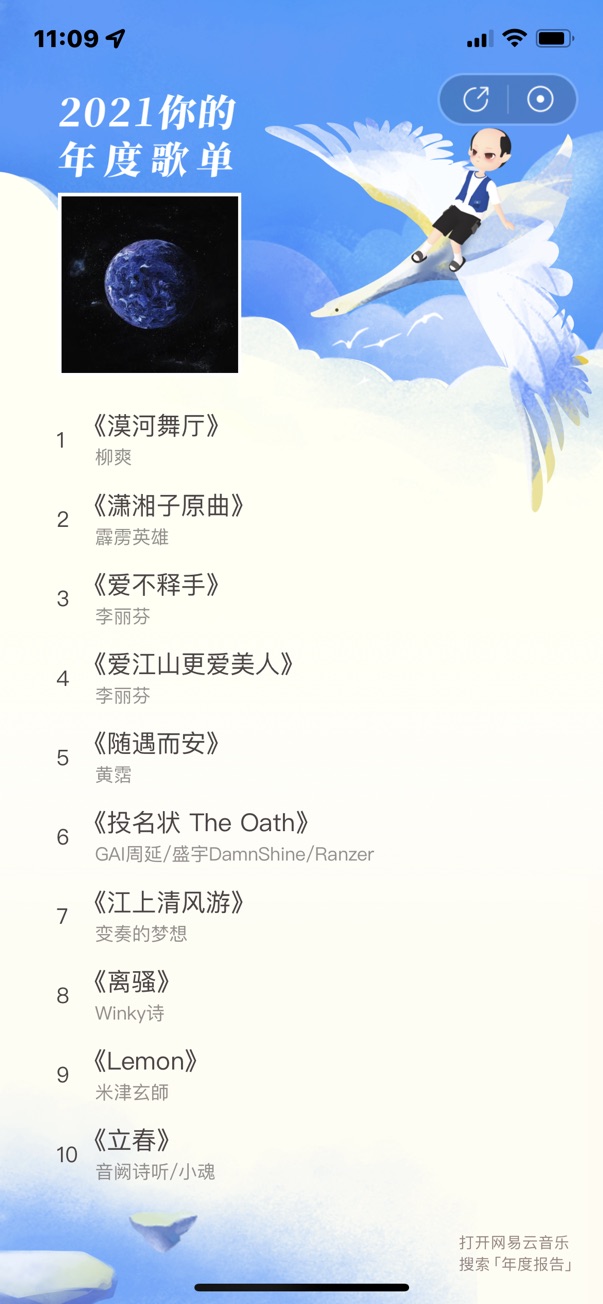 11:09
2021你的
年度歌单
1
《漠河舞厅》
柳爽
2
《潇湘子原曲》
霹雳英雄
3
《爱不释手》
李丽芬
4
《爱江山更爱美人》
李丽芬
5
《随遇而安》
黄霑
6
《投名状 The Oath》
GAI周延/盛宇DamnShine/Ranzer
7
《江上清风游》
变奏的梦想
8
《离骚》
Winky诗
9
《Lemon》
米津玄師
10
《立春》
音阙诗听/小魂
打开网易云音乐
搜索「年度报告」